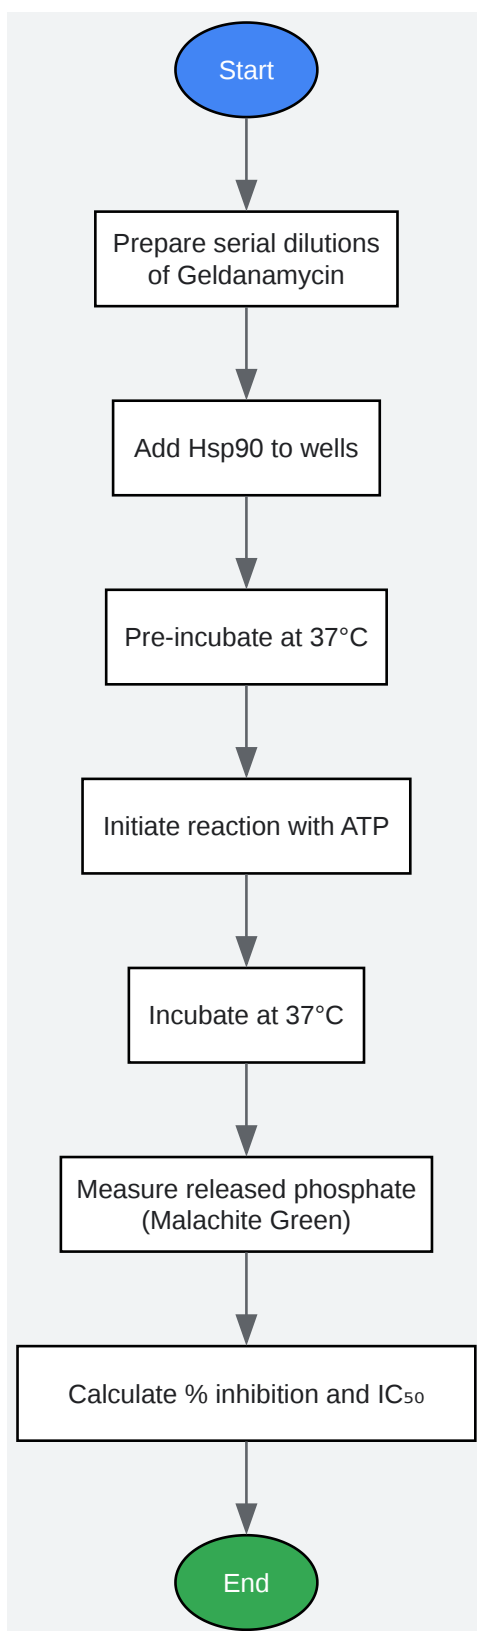 Start
Prepare serial dilutions
of Geldanamycin
Add Hsp90 to wells
Pre-incubate at 37°C
Initiate reaction with ATP
Incubate at 37°C
Measure released phosphate
(Malachite Green)
Calculate % inhibition and IC₅₀
End